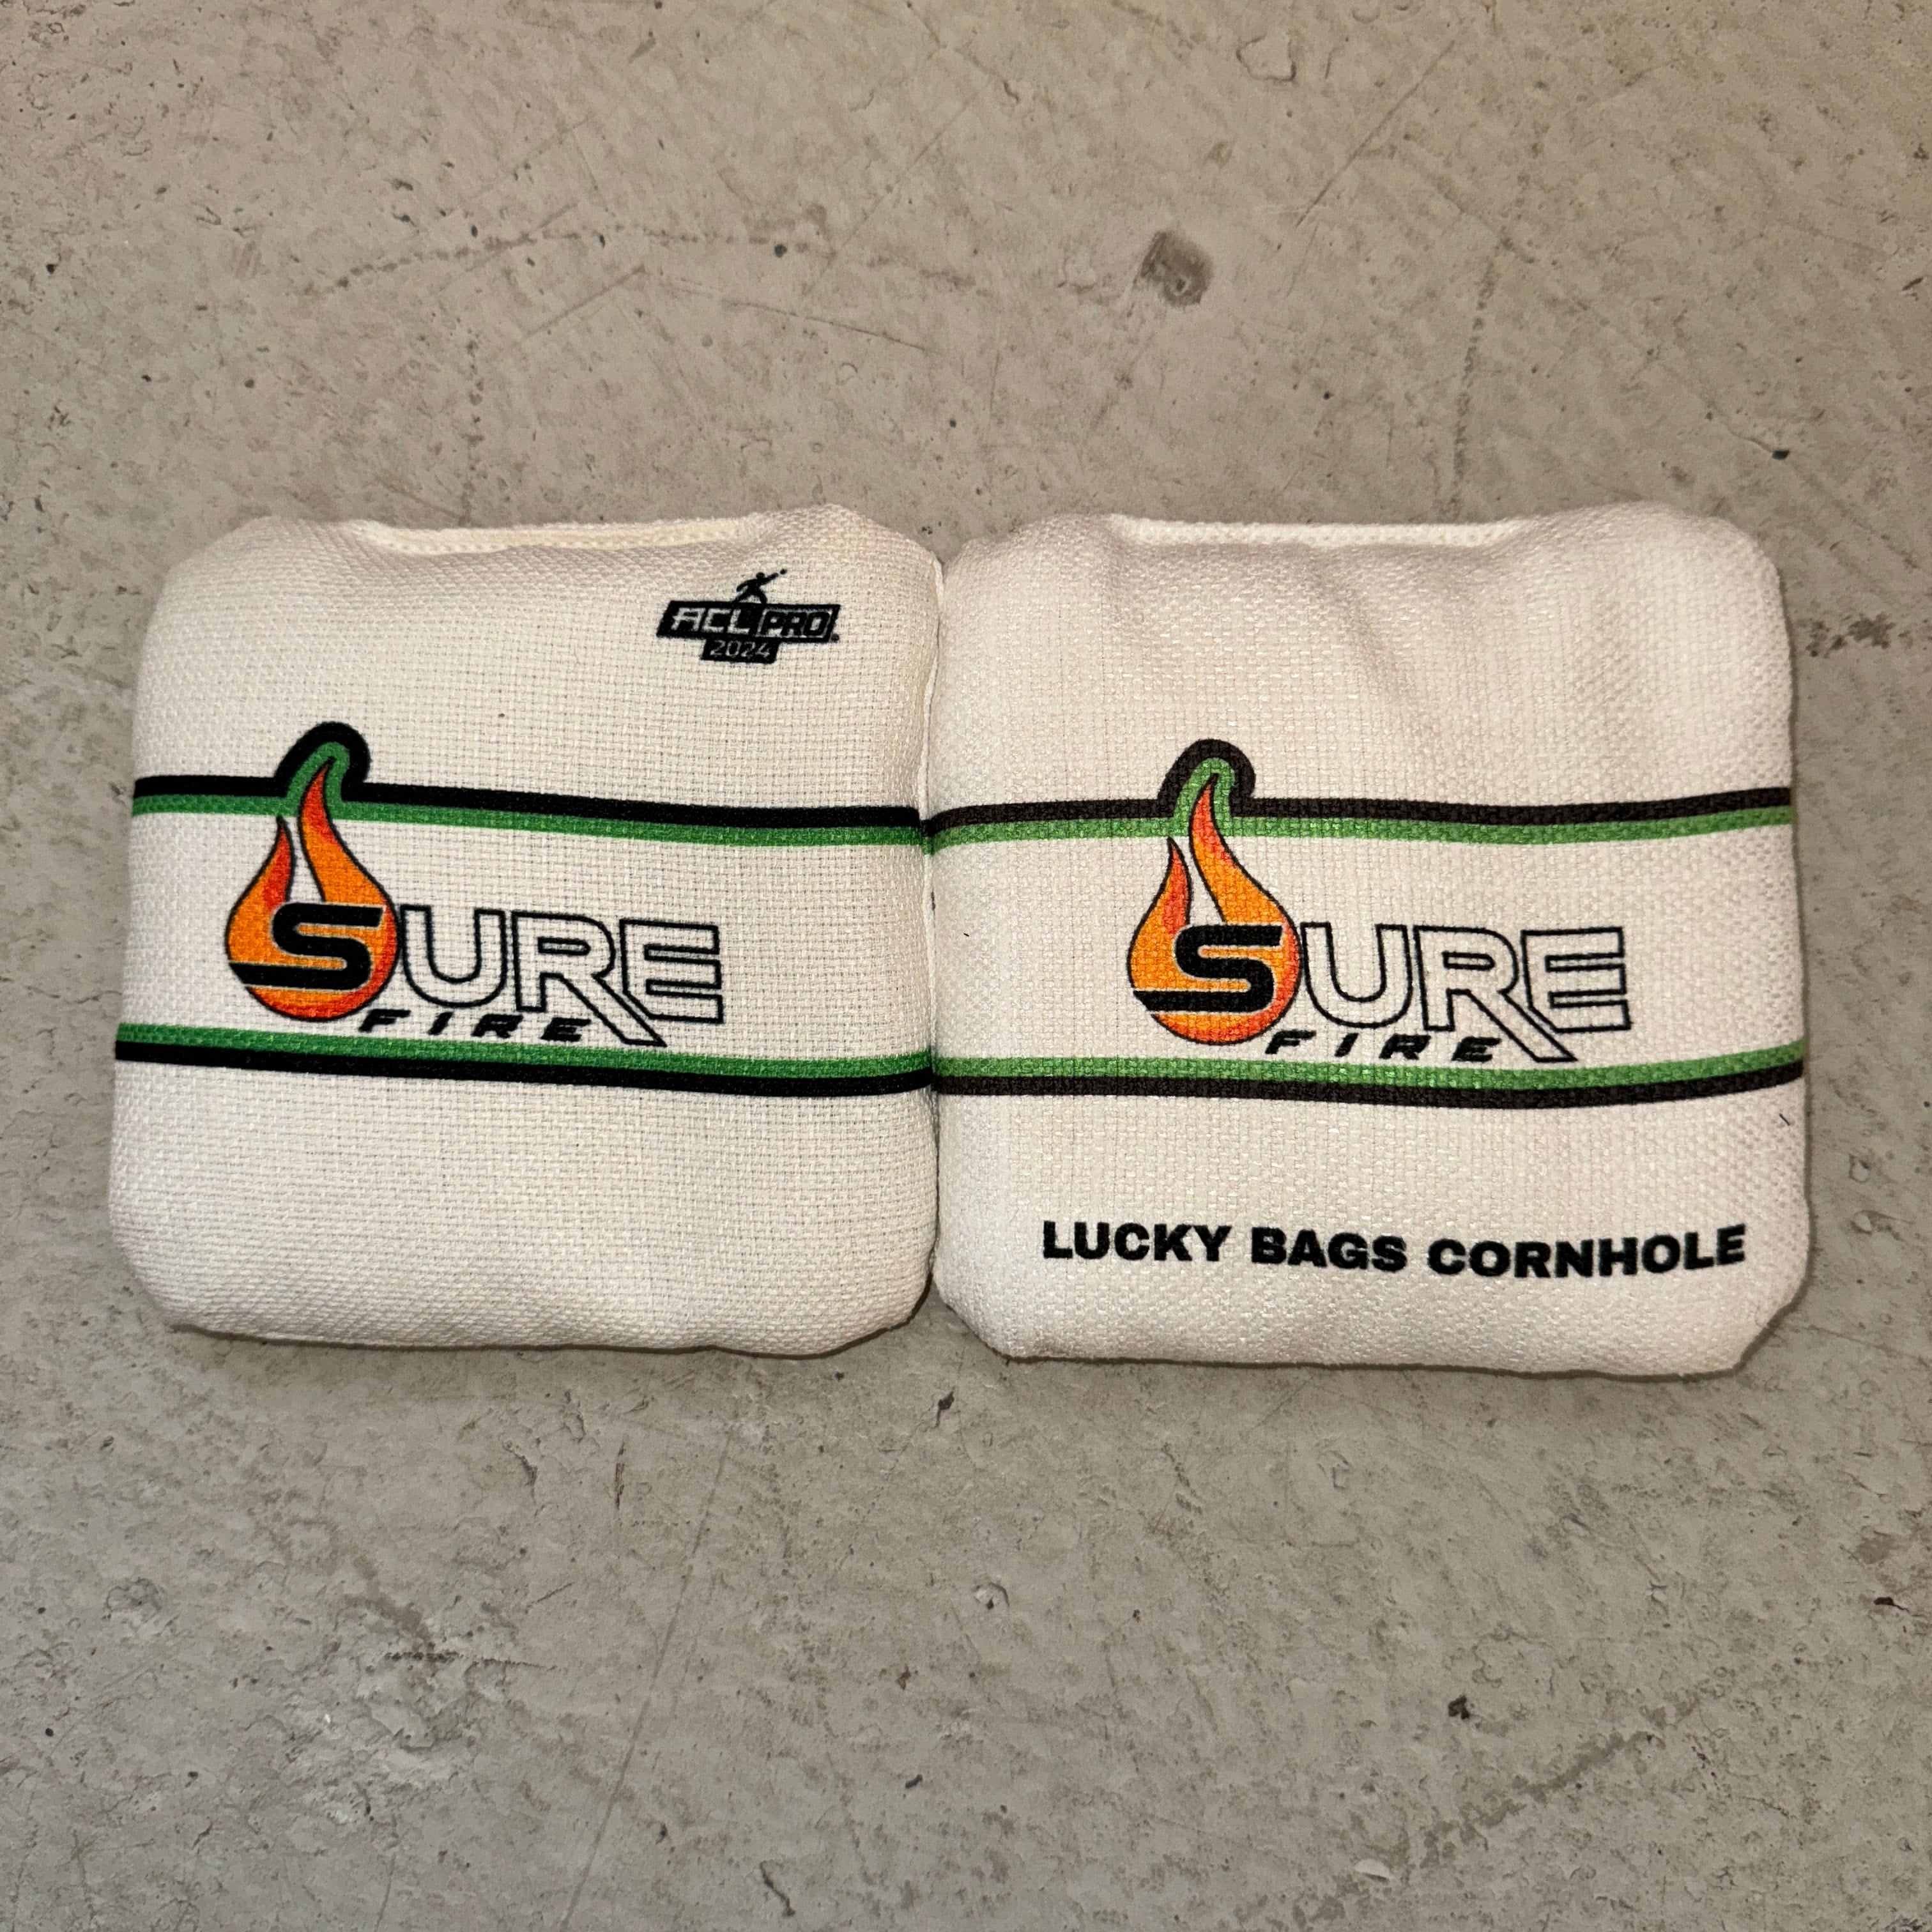 ACL PRO
2024
SURE
FIRE
SURE
FIRE
LUCKY BAGS CORNHOLE